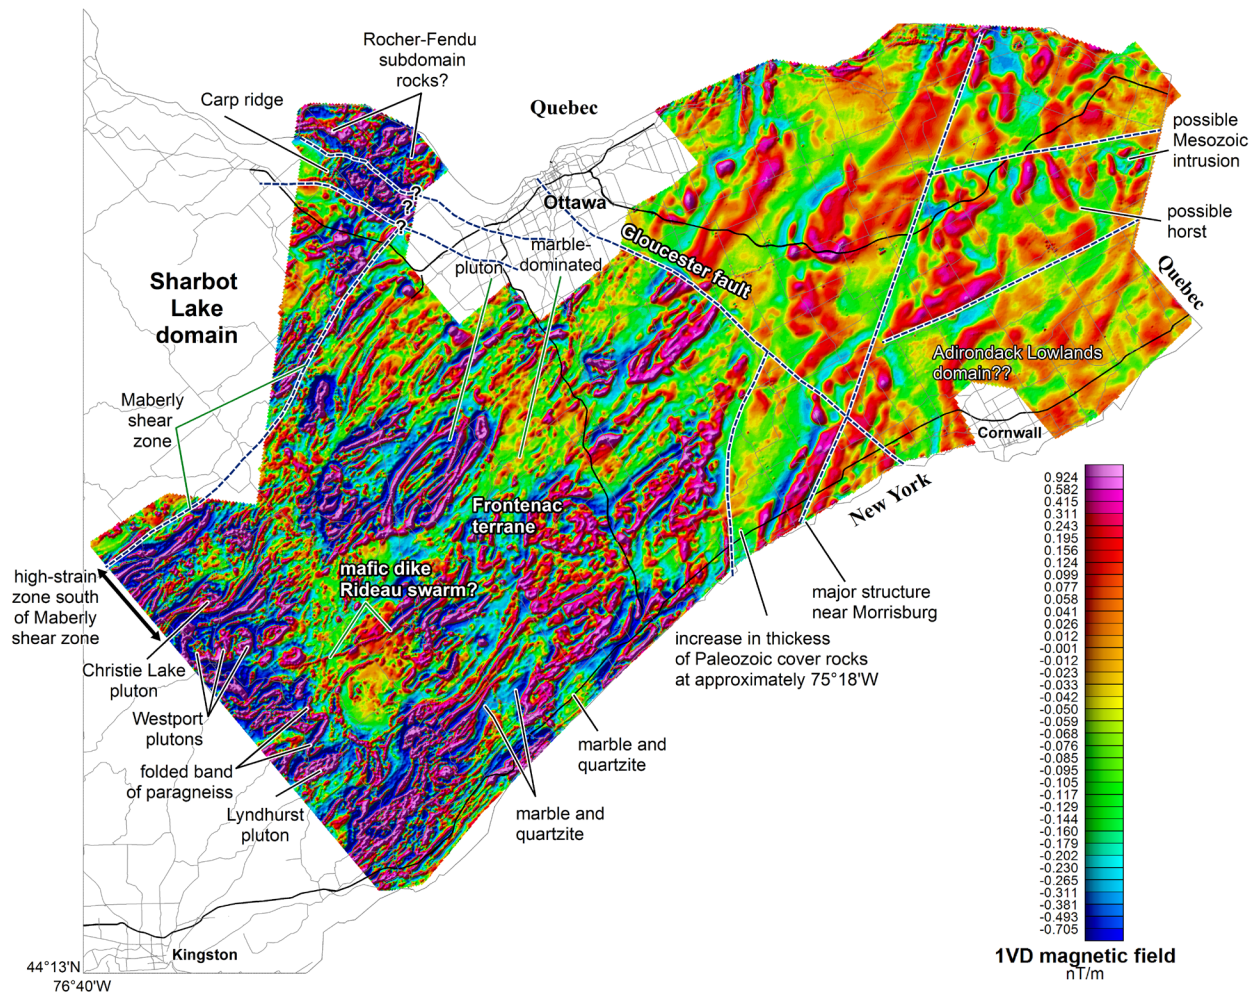 Rocher-Fendu
subdomain
rocks?
Carp ridge
Quebec
possible
Mesozoic
intrusion
?
?
?
Ottawa
possible
horst
Gloucester fault
marble-
dominated
pluton
Quebec
Sharbot
Lake
domain
Adirondack Lowlands
domain??
Maberly
shear
zone
Cornwall
New York
Frontenac
terrane
mafic dike
Rideau swarm?
high-strain
zone south
of Maberly
shear zone
major structure
near Morrisburg
increase in thickess
of Paleozoic cover rocks
at approximately 75°18'W
Christie Lake
pluton
Westport
plutons
marble and
quartzite
folded band
of paragneiss
Lyndhurst
pluton
marble and
quartzite
Kingston
44°13'N
76°40'W
0.924
0.582
0.415
0.311
0.243
0.195
0.156
0.124
0.099
0.077
0.058
0.041
0.026
0.012
-0.001
-0.012
-0.023
-0.033
-0.042
-0.050
-0.059
-0.068
-0.076
-0.085
-0.095
-0.105
-0.117
-0.129
-0.144
-0.160
-0.179
-0.202
-0.230
-0.265
-0.311
-0.381
-0.493
-0.705
1VD magnetic field
nT/m